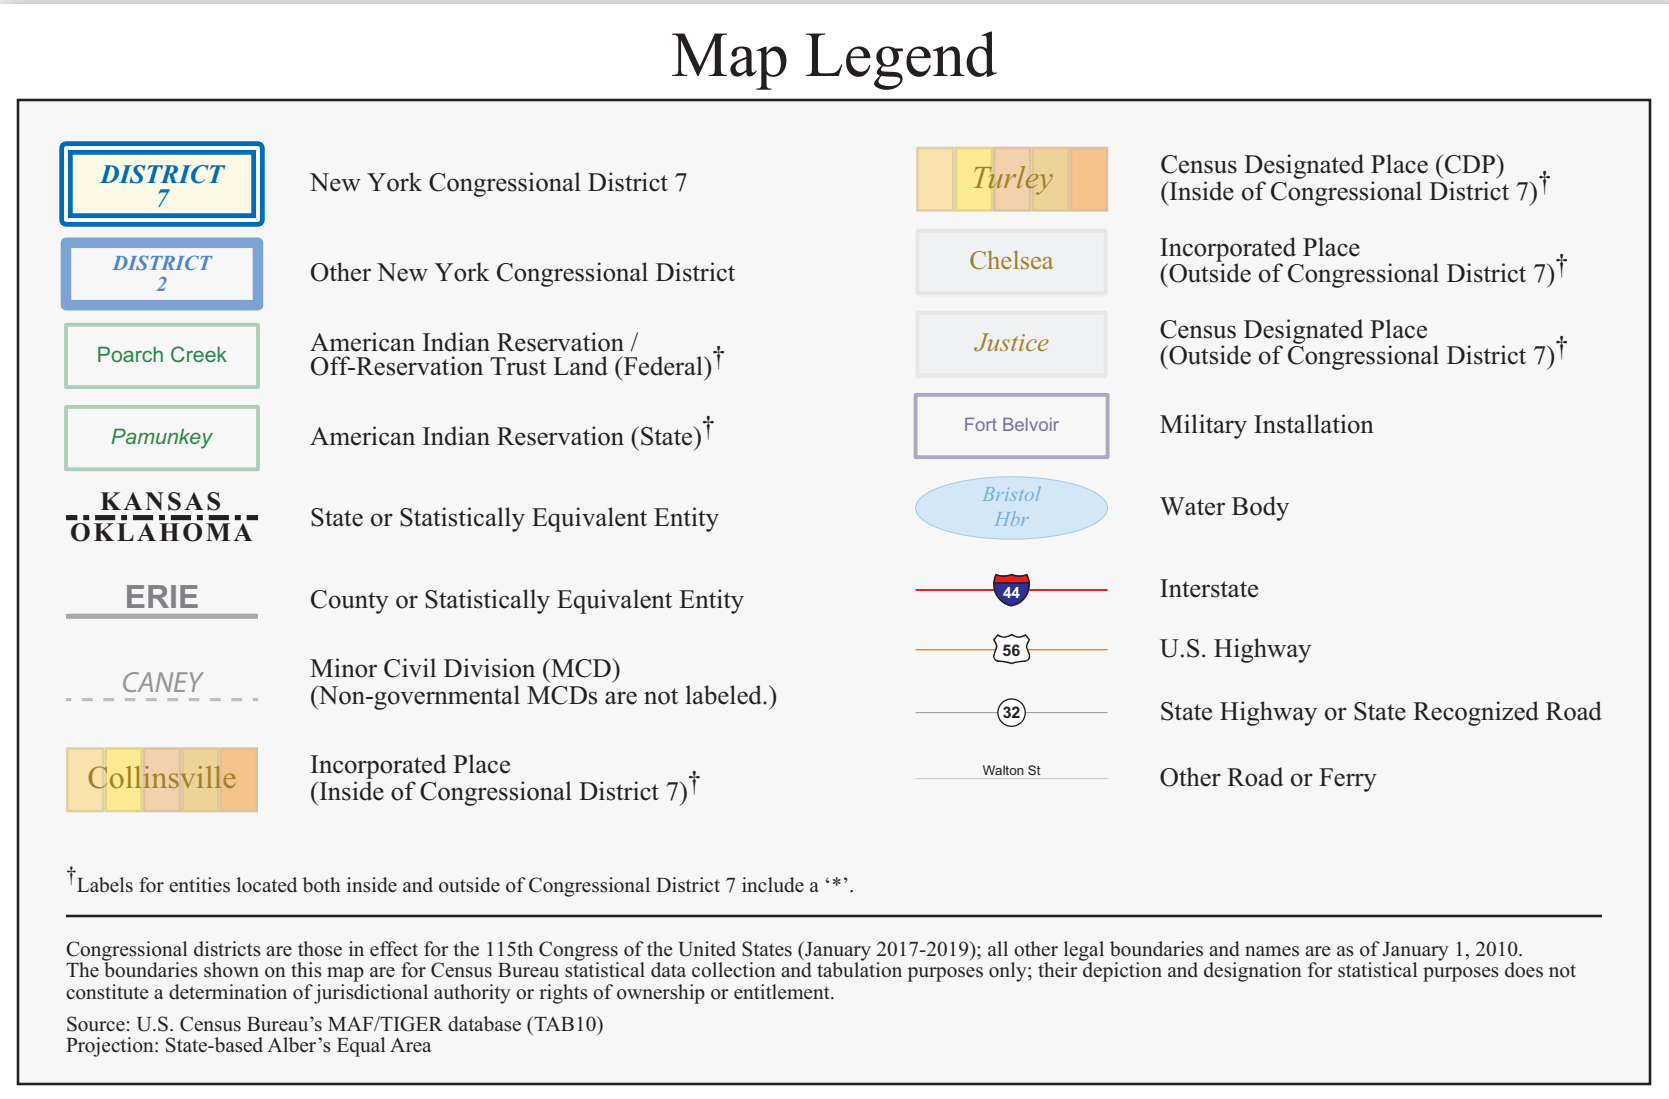 Map Legend
DISTRICT
7
New York Congressional District 7
DISTRICT
2
Other New York Congressional District
Poarch Creek
American Indian Reservation /
Off-Reservation Trust Land (Federal)†
Pamunkey
American Indian Reservation (State)†
KANSAS
OKLAHOMA
State or Statistically Equivalent Entity
ERIE
County or Statistically Equivalent Entity
CANEY
Minor Civil Division (MCD)
(Non-governmental MCDs are not labeled.)
Collinsville
Incorporated Place
(Inside of Congressional District 7)†
Turley
Census Designated Place (CDP)
(Inside of Congressional District 7)†
Chelsea
Incorporated Place
(Outside of Congressional District 7)†
Justice
Census Designated Place
(Outside of Congressional District 7)†
Fort Belvoir
Military Installation
Bristol
Hbr
Water Body
44
Interstate
56
U.S. Highway
32
State Highway or State Recognized Road
Walton St
Other Road or Ferry
†Labels for entities located both inside and outside of Congressional District 7 include a ‘*’.
Congressional districts are those in effect for the 115th Congress of the United States (January 2017-2019); all other legal boundaries and names are as of January 1, 2010.
The boundaries shown on this map are for Census Bureau statistical data collection and tabulation purposes only; their depiction and designation for statistical purposes does not
constitute a determination of jurisdictional authority or rights of ownership or entitlement.
Source: U.S. Census Bureau’s MAF/TIGER database (TAB10)
Projection: State-based Alber’s Equal Area